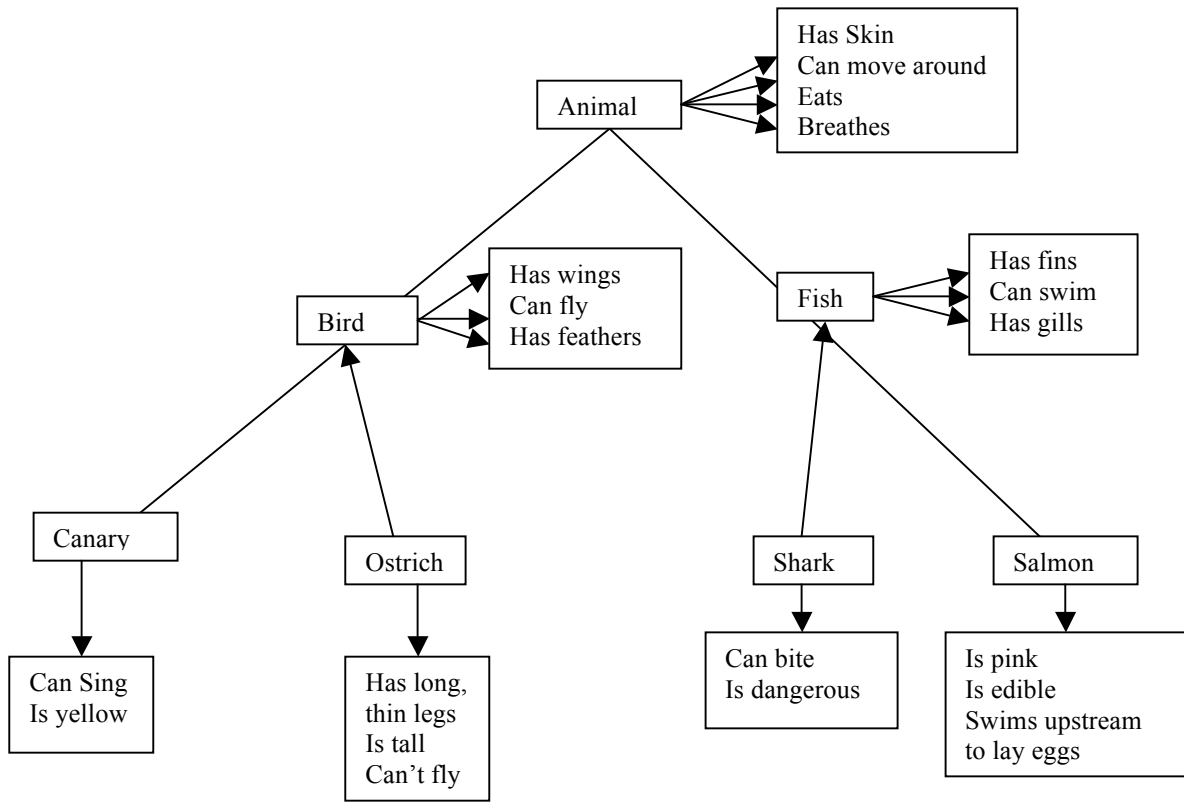 Animal
Has Skin
Can move around
Eats
Breathes
Bird
Has wings
Can fly
Has feathers
Fish
Has fins
Can swim
Has gills
Canary
Ostrich
Shark
Salmon
Can Sing
Is yellow
Has long,
thin legs
Is tall
Can’t fly
Can bite
Is dangerous
Is pink
Is edible
Swims upstream
to lay eggs